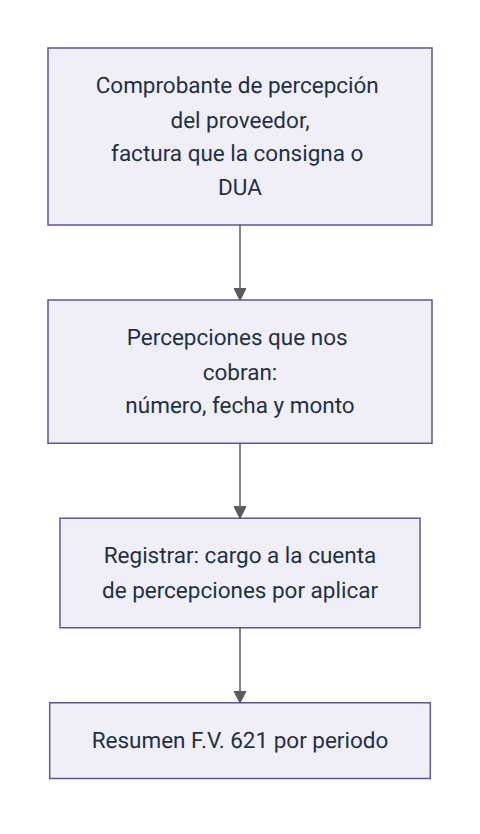 Comprobante de percepción
del proveedor,
factura que la consigna o
DUA
Percepciones que nos
cobran:
número, fecha y monto
Registrar: cargo a la cuenta
de percepciones por aplicar
Resumen F.V. 621 por periodo